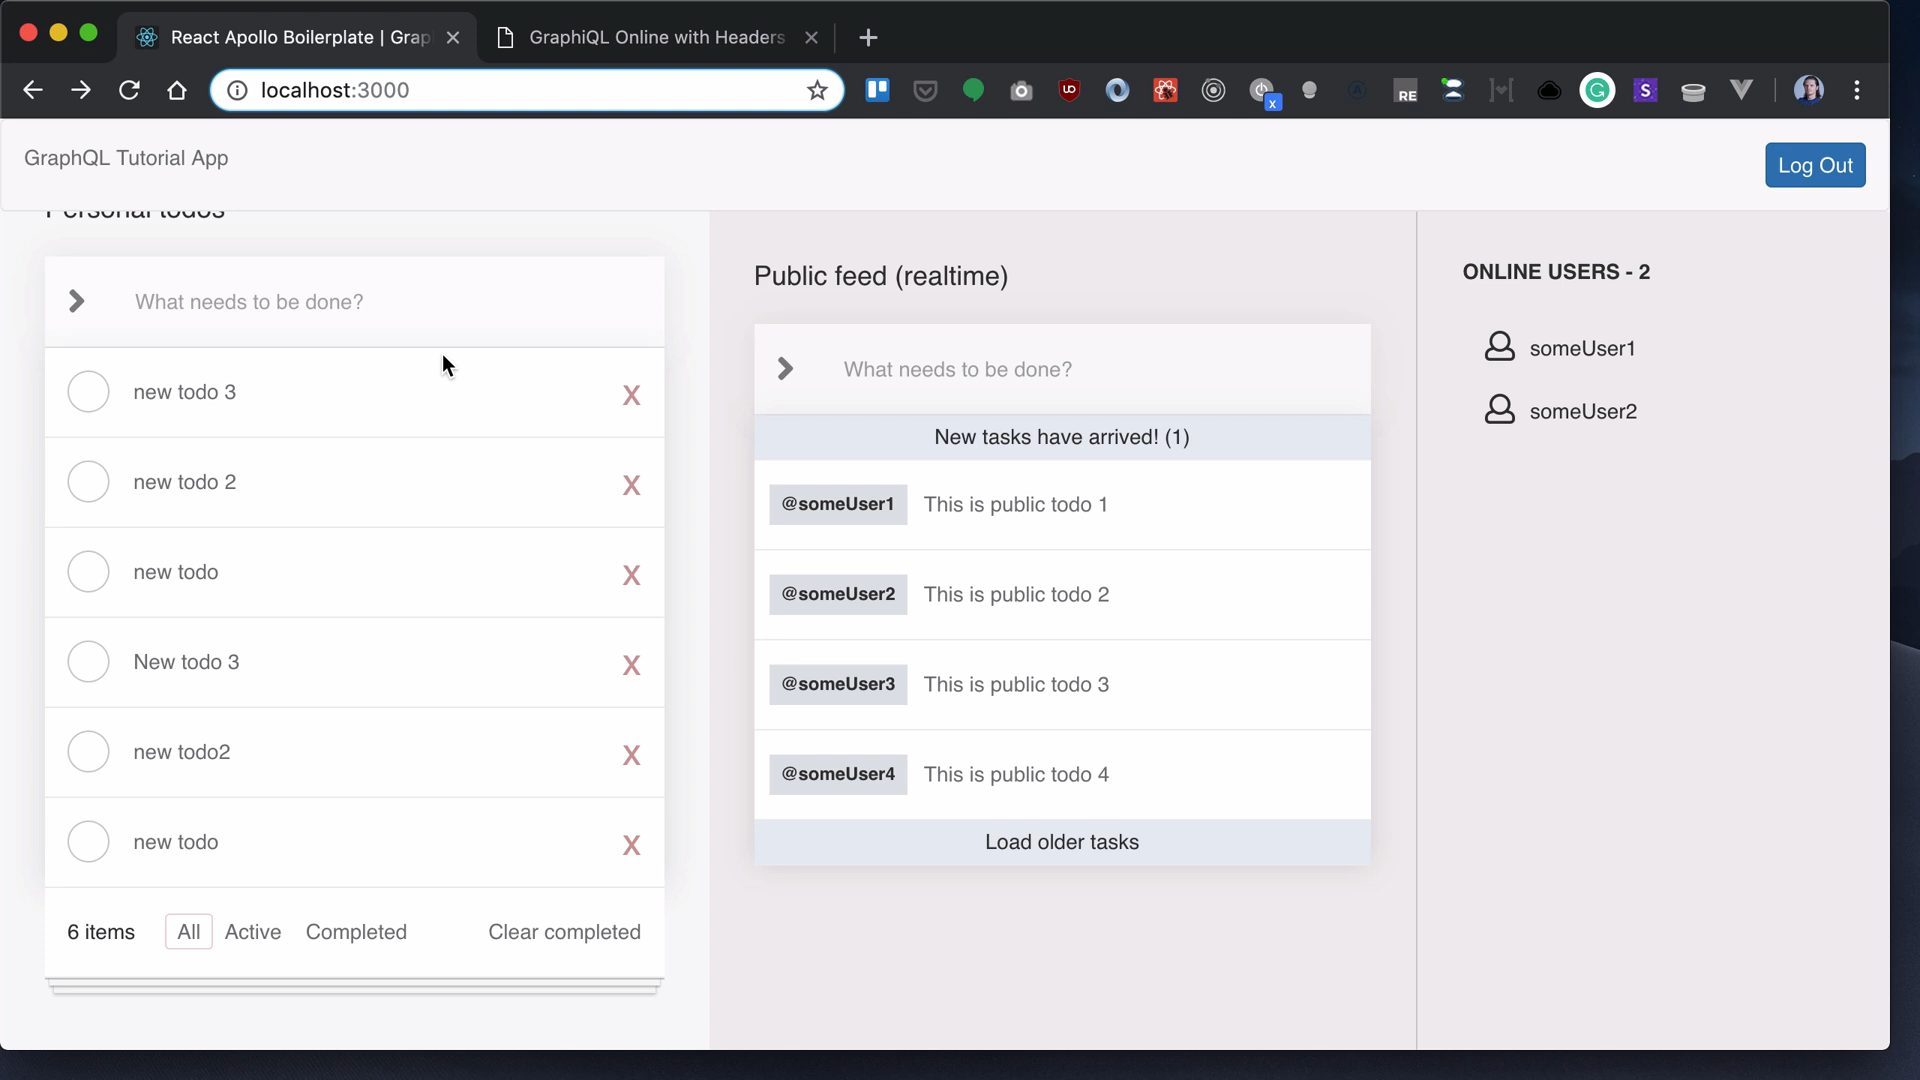 React Apollo Boilerplate | Grap
GraphiQL Online with Headers
localhost:3000
GraphQL Tutorial App
Log Out
Personal todos
What needs to be done?
new todo 3
X
new todo 2
X
new todo
X
New todo 3
X
new todo2
X
new todo
X
6 items
All
Active
Completed
Clear completed
Public feed (realtime)
What needs to be done?
New tasks have arrived! (1)
@someUser1 This is public todo 1
@someUser2 This is public todo 2
@someUser3 This is public todo 3
@someUser4 This is public todo 4
Load older tasks
ONLINE USERS - 2
someUser1
someUser2